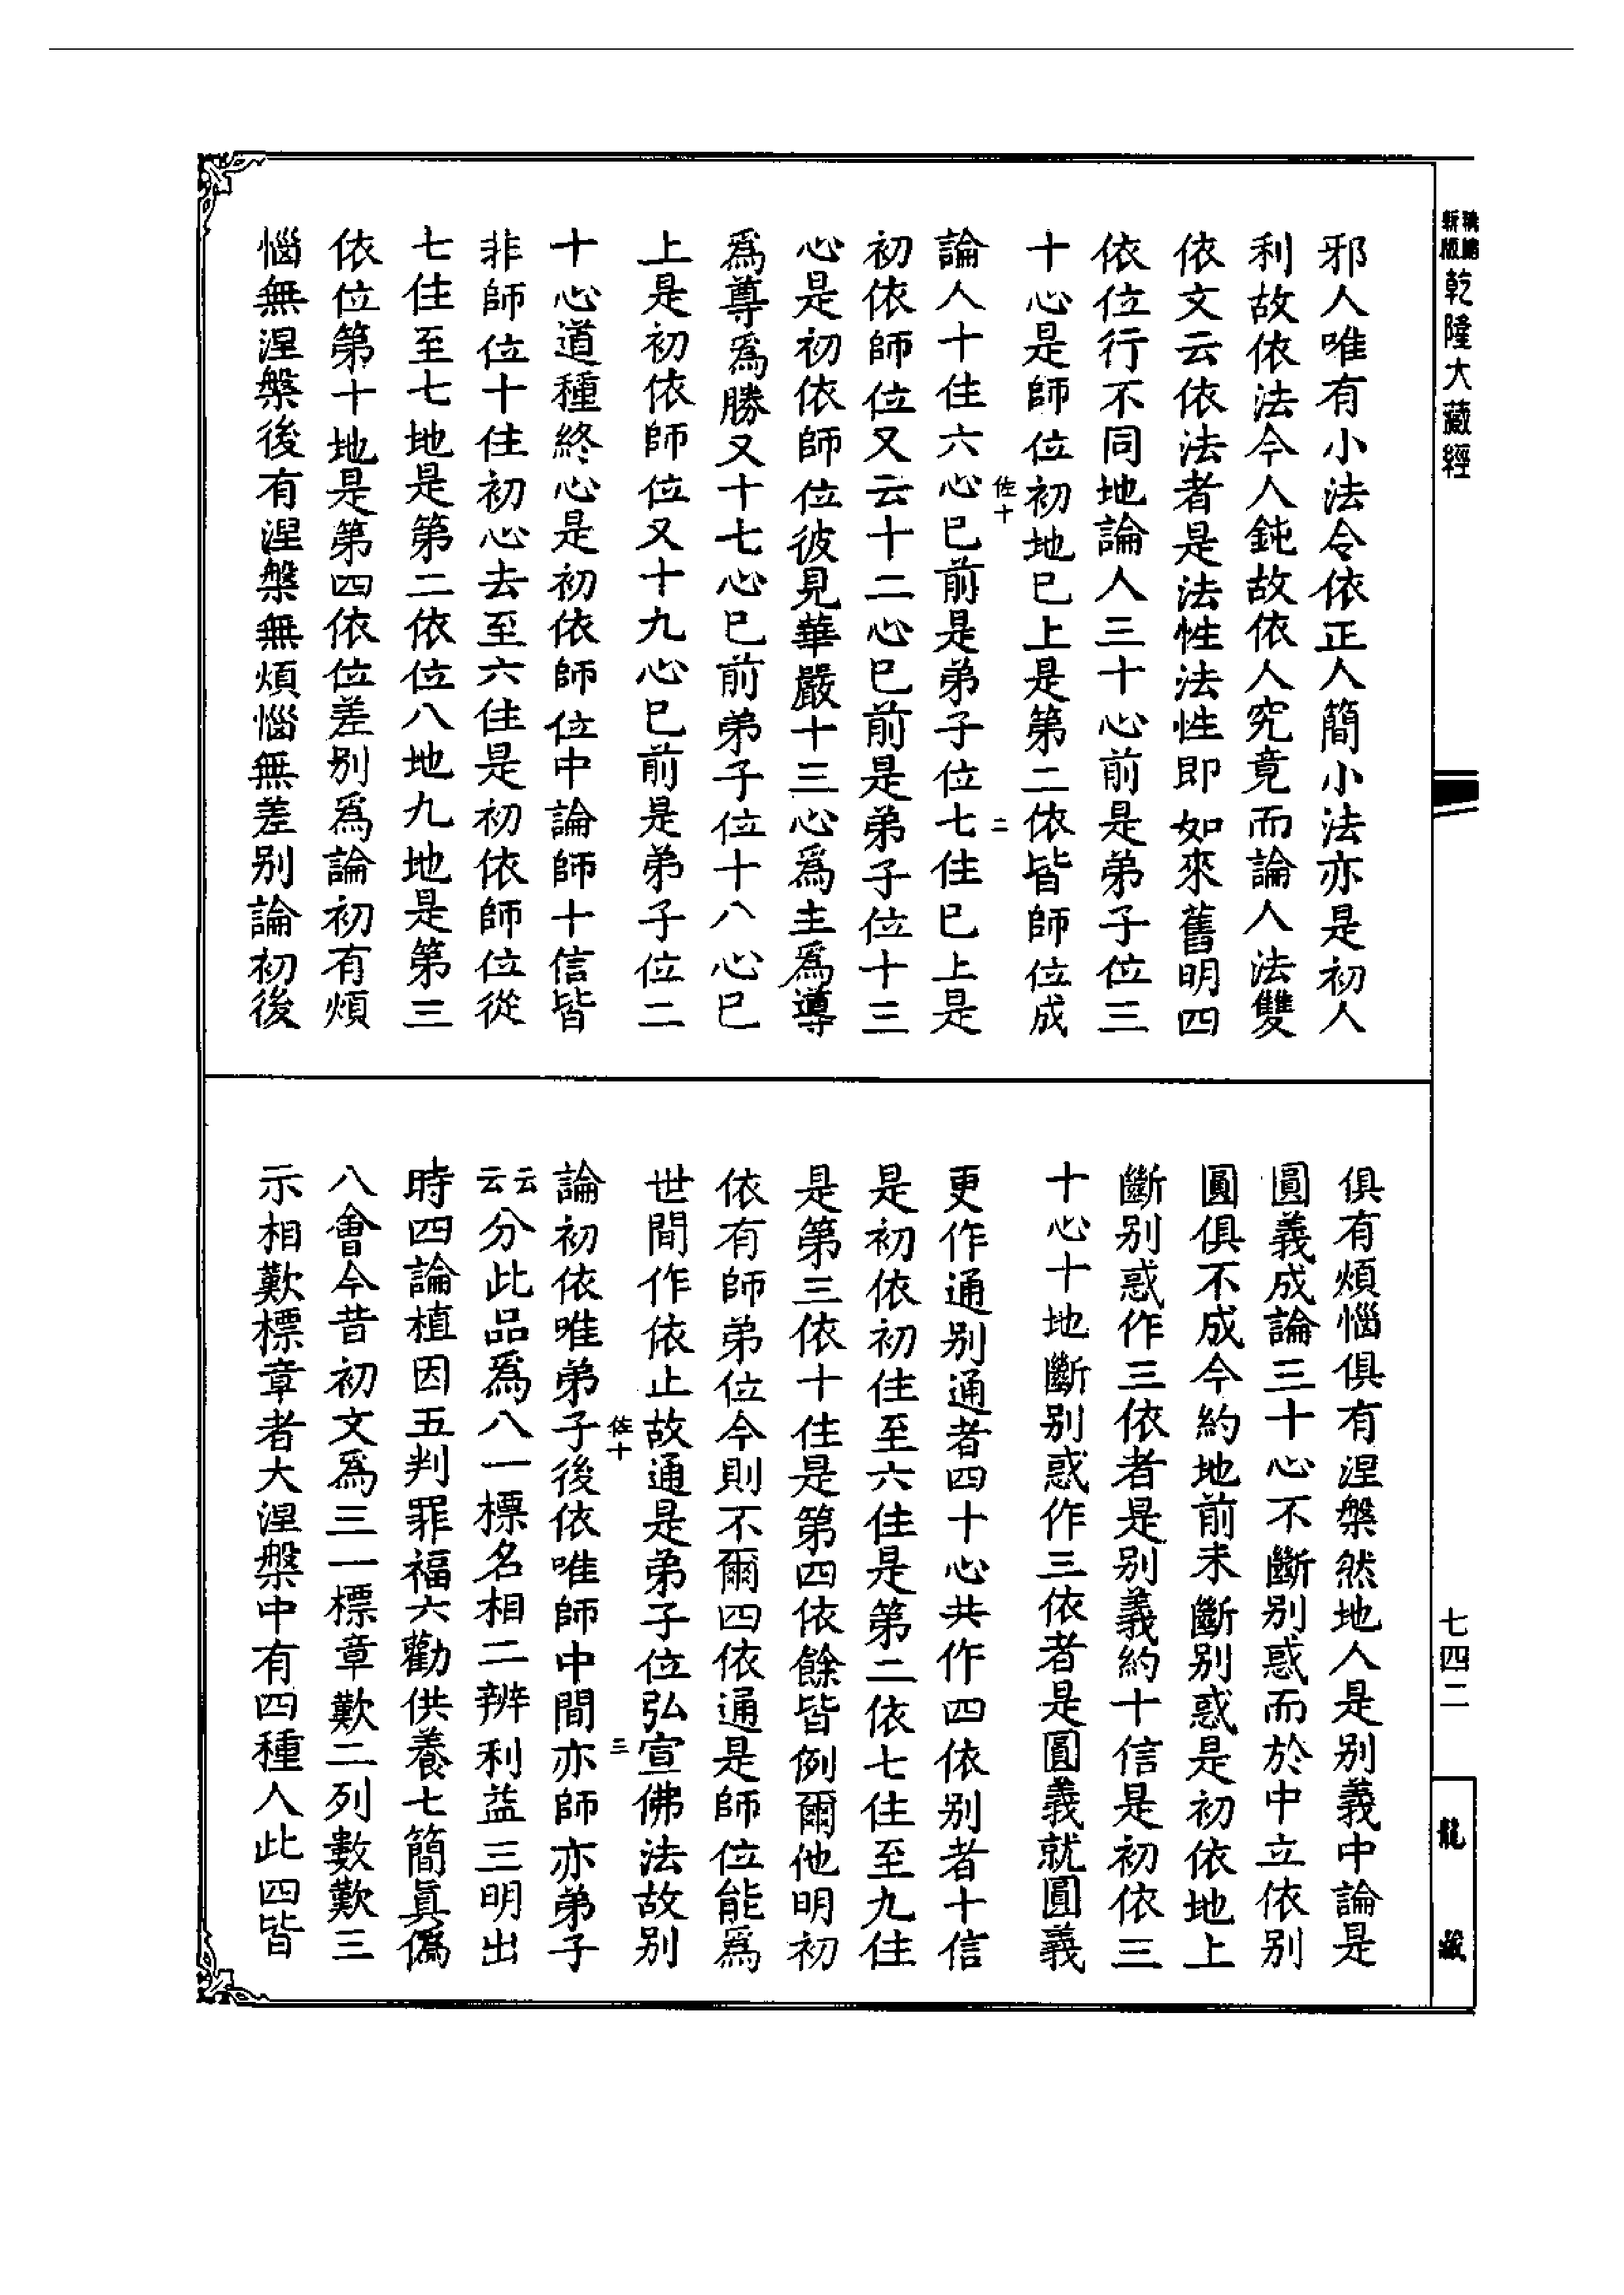 乾隆大藏經
邪人唯有小法令依正人簡小法亦是初人
利故依法今人鈍故依人究竟而論人法雙
依文云依法者是法性法性即如來舊明四
依位行不同地論人三十心前是弟子位三
十心是師位初地已上是第二依皆師位成
佐十
二
論人十住六心已前是弟子位七住已上是
初依師位又云十二心已前是弟子位十三
心是初依師位彼見華嚴十三心爲主爲導
爲尊爲勝又十七心已前弟子位十八心已
上是初依師位又十九心已前是弟子位二
十心道種終心是初依師位中論師十信皆
非師位十住初心去至六住是初依師位從
七住至七地是第二依位八地九地是第三
依位第十地是第四依位差別爲論初有煩
惱無涅槃後有涅槃無煩惱無差別論初後
俱有煩惱俱有涅槃然地人是別義中論是
圓義成論三十心不斷別惑而於中立依別
圓俱不成今約地前未斷別惑是初依地上
斷別惑作三依者是別義約十信是初依三
十心十地斷別惑作三依者是圓義就圓義
更作通別通者四十心共作四依別者十信
是初依初住至六住是第二依七住至九住
是第三依十住是第四依餘皆例爾他明初
依有師弟位今則不爾四依通是師位能爲
世間作依止故通是弟子位弘宣佛法故別
佐十
三
論初依唯弟子後依唯師中間亦師亦弟子
云云分此品爲八一標名相二辨利益三明出
時四論植因五判罪福六勸供養七簡真僞
八會今昔初文爲三一標章歎二列數歎三
示相歎標章者大涅槃中有四種人此四皆
七四二
龍藏